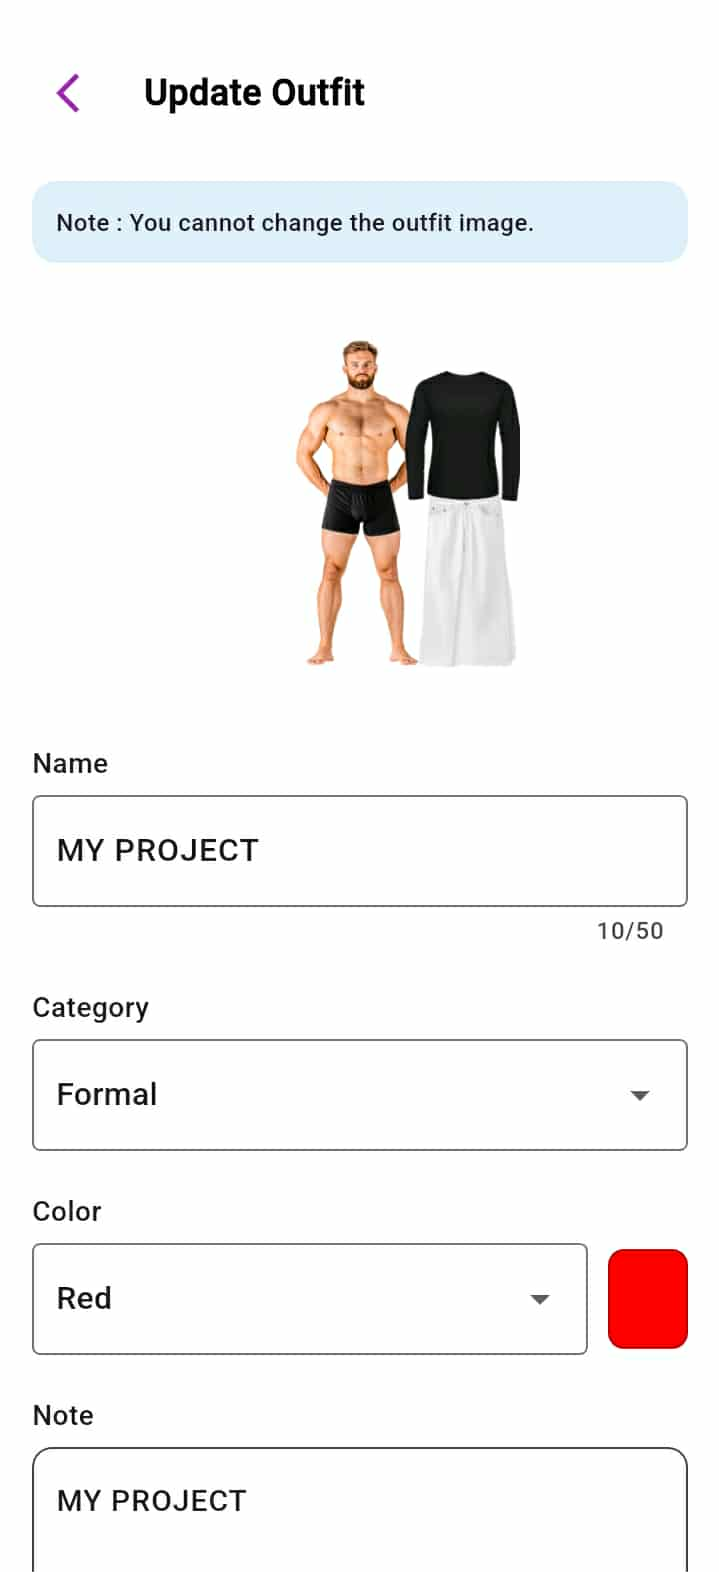 Update Outfit
Note : You cannot change the outfit image.
Name
MY PROJECT
10/50
Category
Formal
Color
Red
Note
MY PROJECT